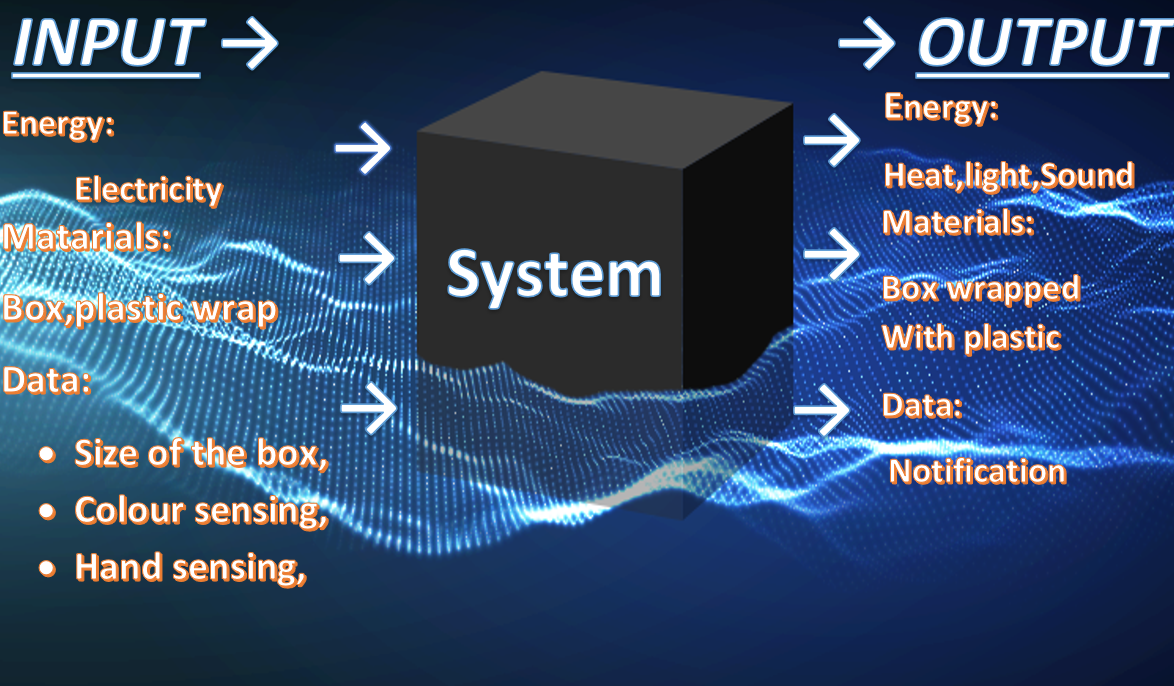 INPUT →
Energy:
Electricity
Matarials:
Box,plastic wrap
Data:
• Size of the box,
• Colour sensing,
• Hand sensing,
System
→ OUTPUT
Energy:
Heat,light,Sound
Materials:
Box wrapped
With plastic
Data:
Notification